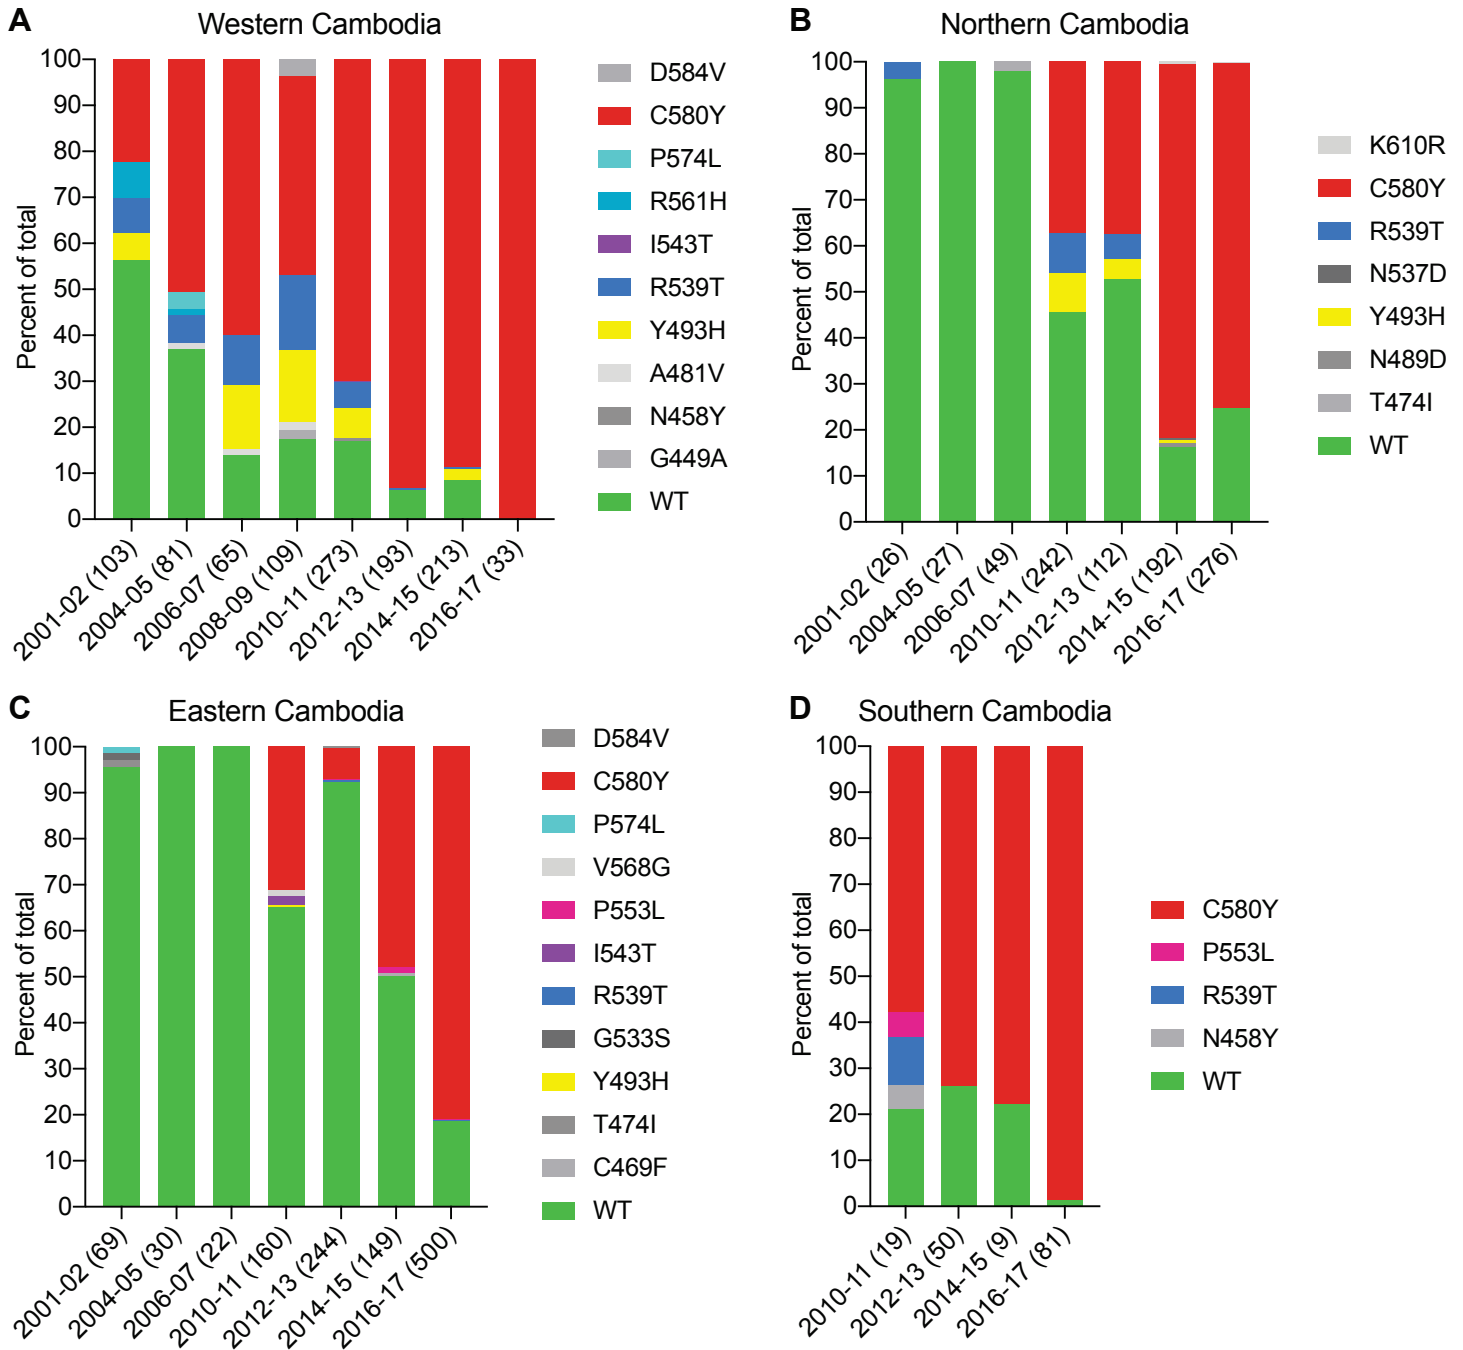 A
Western Cambodia
Percent of total
100
90
80
70
60
50
40
30
20
10
0
2001-02 (103)
2004-05 (81)
2006-07 (65)
2008-09 (109)
2010-11 (273)
2012-13 (193)
2014-15 (213)
2016-17 (33)
D584V
C580Y
P574L
R561H
I543T
R539T
Y493H
A481V
N458Y
G449A
WT
B
Northern Cambodia
Percent of total
100
90
80
70
60
50
40
30
20
10
0
2001-02 (26)
2004-05 (27)
2006-07 (49)
2010-11 (242)
2012-13 (112)
2014-15 (192)
2016-17 (276)
K610R
C580Y
R539T
N537D
Y493H
N489D
T474I
WT
C
Eastern Cambodia
Percent of total
100
90
80
70
60
50
40
30
20
10
0
2001-02 (69)
2004-05 (30)
2006-07 (22)
2010-11 (160)
2012-13 (244)
2014-15 (149)
2016-17 (500)
D584V
C580Y
P574L
V568G
P553L
I543T
R539T
G533S
Y493H
T474I
C469F
WT
D
Southern Cambodia
Percent of total
100
90
80
70
60
50
40
30
20
10
0
2010-11 (19)
2012-13 (50)
2014-15 (9)
2016-17 (81)
C580Y
P553L
R539T
N458Y
WT